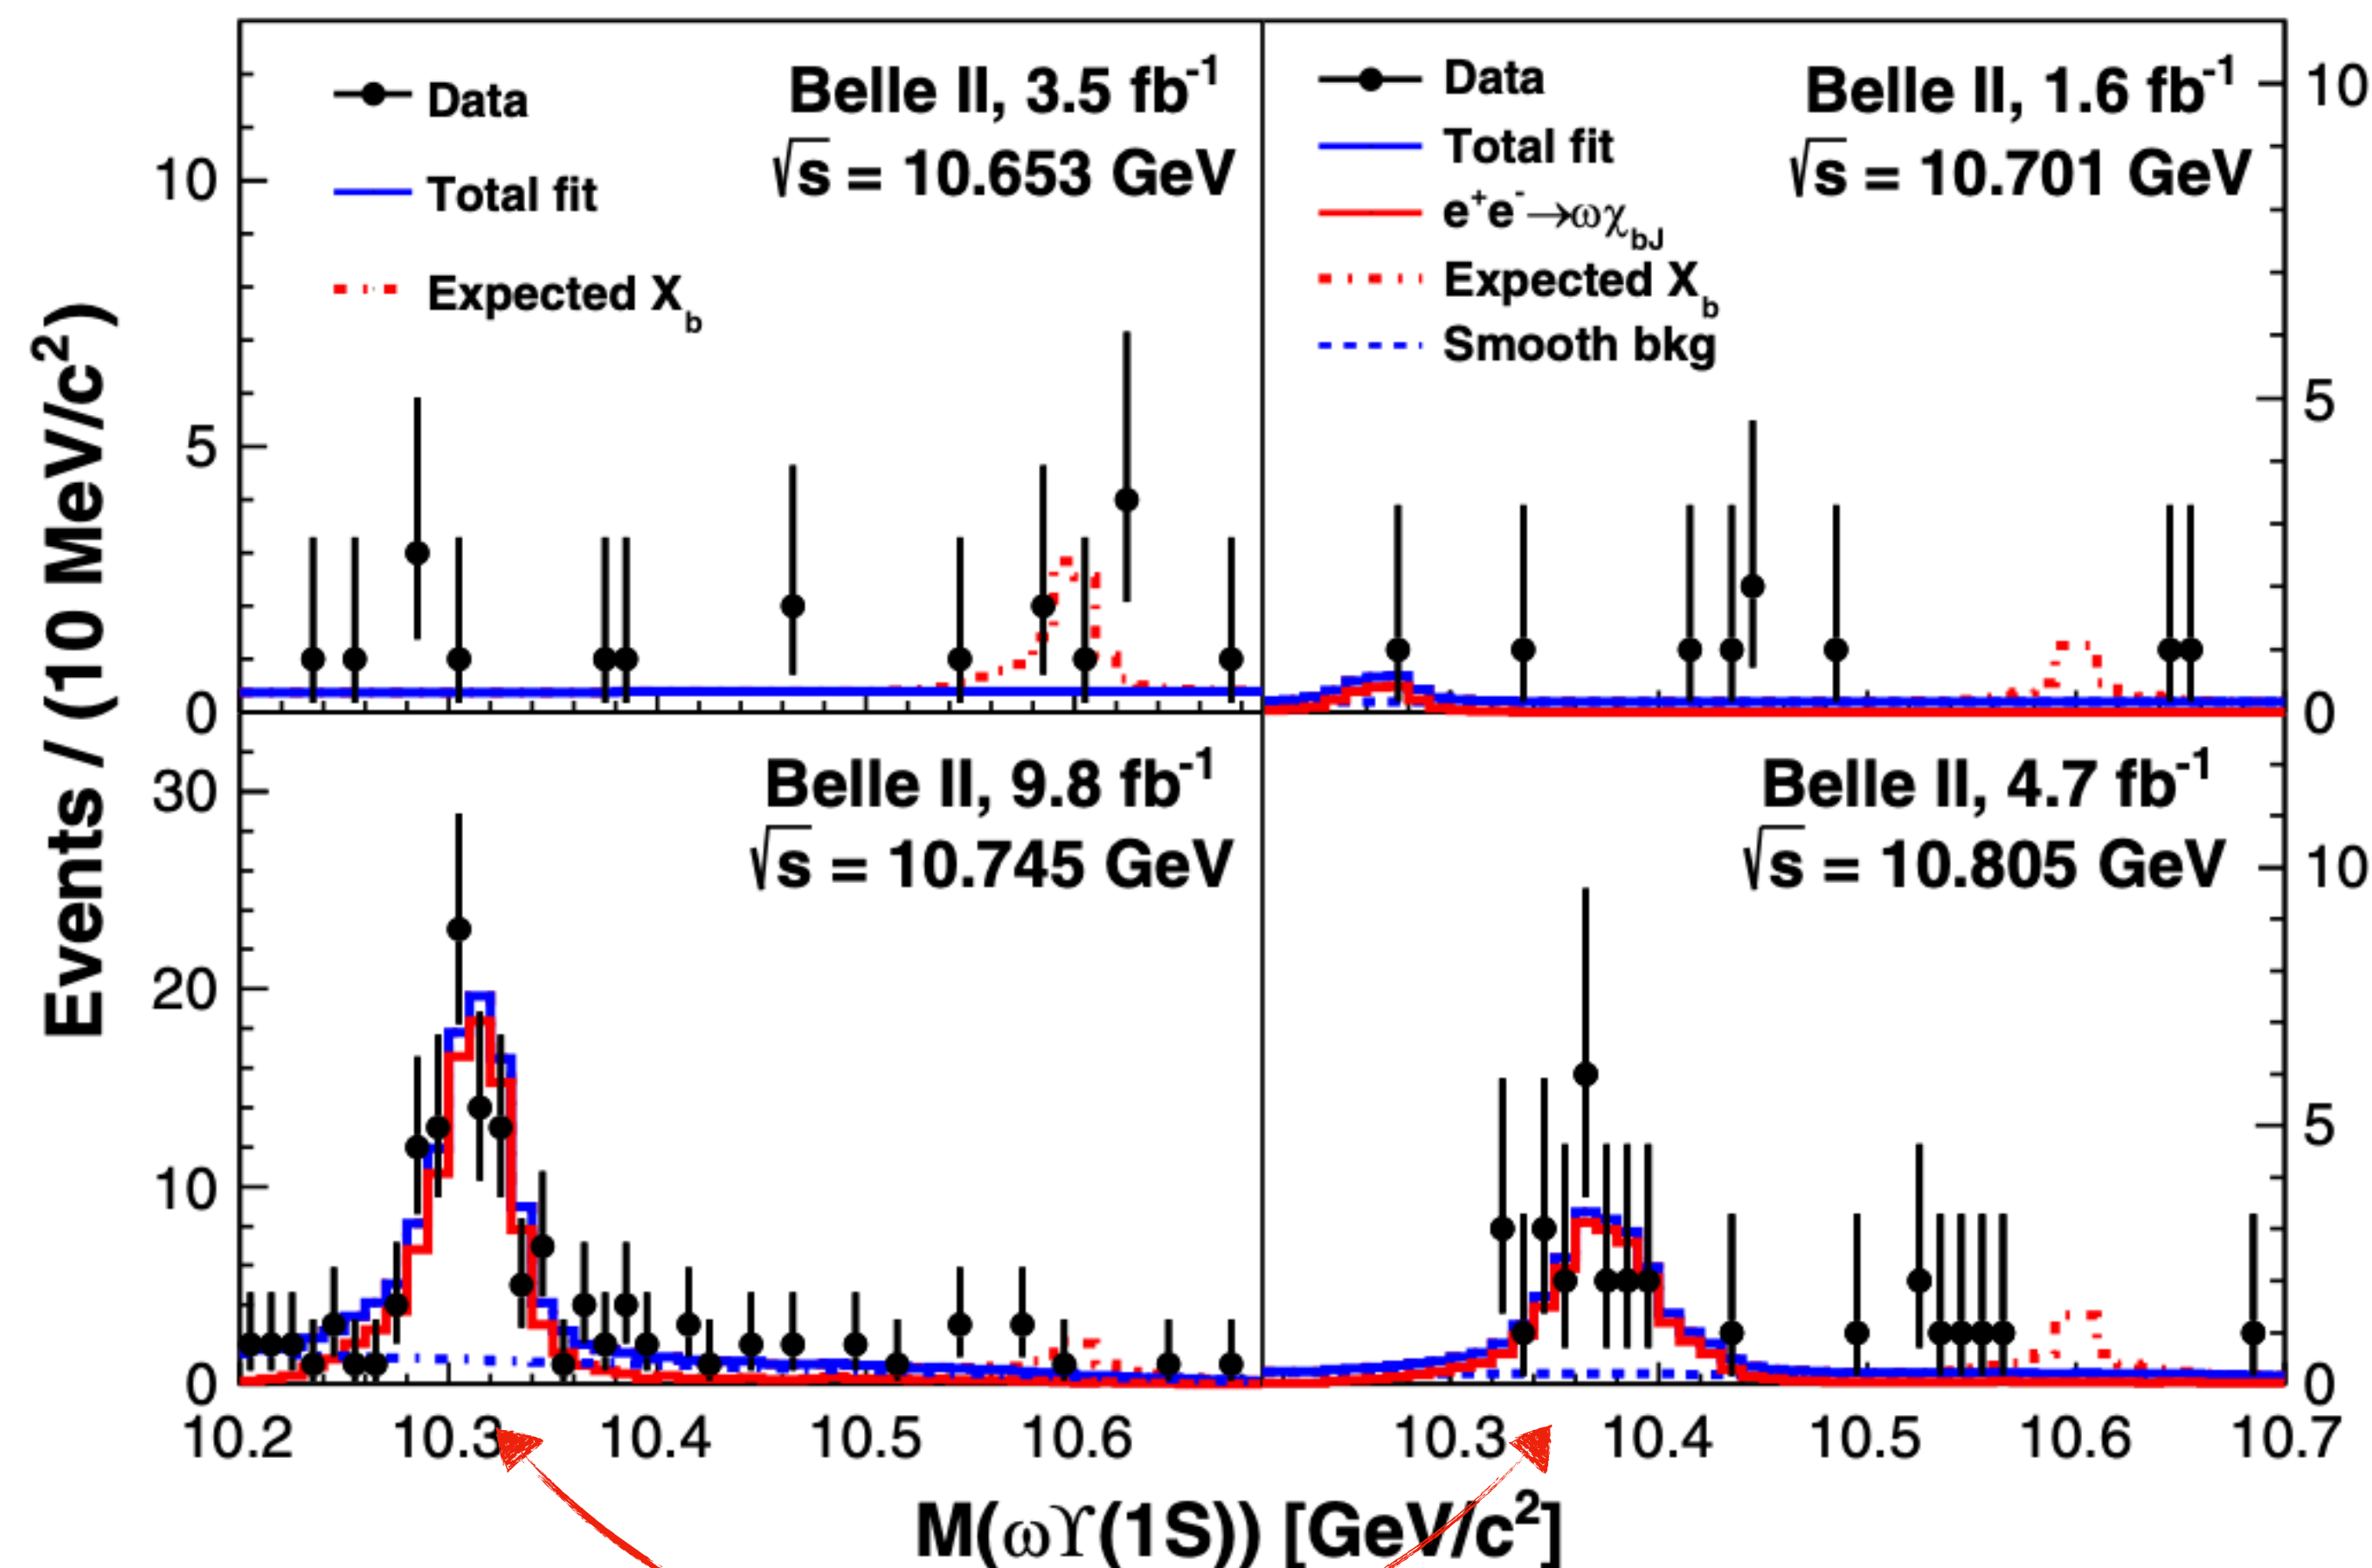 Events / (10 MeV/c²)
Data
Total fit
Expected X_b
Belle II, 3.5 fb⁻¹
√s = 10.653 GeV
10
5
0
Data
Total fit
e⁺e⁻→ωχ_bJ
Expected X_b
Smooth bkg
Belle II, 1.6 fb⁻¹
√s = 10.701 GeV
10
5
0
Belle II, 9.8 fb⁻¹
√s = 10.745 GeV
30
20
10
0
Belle II, 4.7 fb⁻¹
√s = 10.805 GeV
10
5
0
10.2 10.3 10.4 10.5 10.6 10.3 10.4 10.5 10.6 10.7
M(ωϒ(1S)) [GeV/c²]